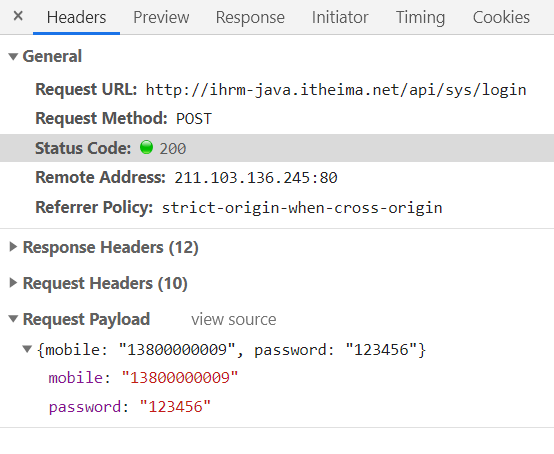 × Headers Preview Response Initiator Timing Cookies
▼ General
Request URL: http://ihrm-java.itheima.net/api/sys/login
Request Method: POST
Status Code: 200
Remote Address: 211.103.136.245:80
Referrer Policy: strict-origin-when-cross-origin
▶ Response Headers (12)
▶ Request Headers (10)
▼ Request Payload view source
▼ {mobile: "13800000009", password: "123456"}
mobile: "13800000009"
password: "123456"